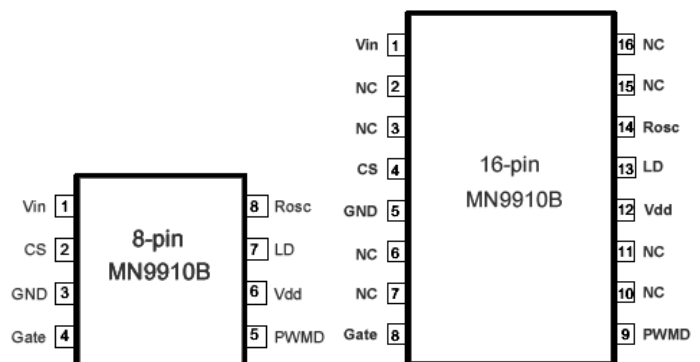 Vin 1 16 NC
NC 2 15 NC
NC 3 14 Rosc
CS 4 13 LD
16-pin
MN9910B
GND 5 12 Vdd
NC 6 11 NC
NC 7 10 NC
Gate 8 9 PWMD
Vin 1 8 Rosc
8-pin
CS 2 7 LD
MN9910B
GND 3 6 Vdd
Gate 4 5 PWMD